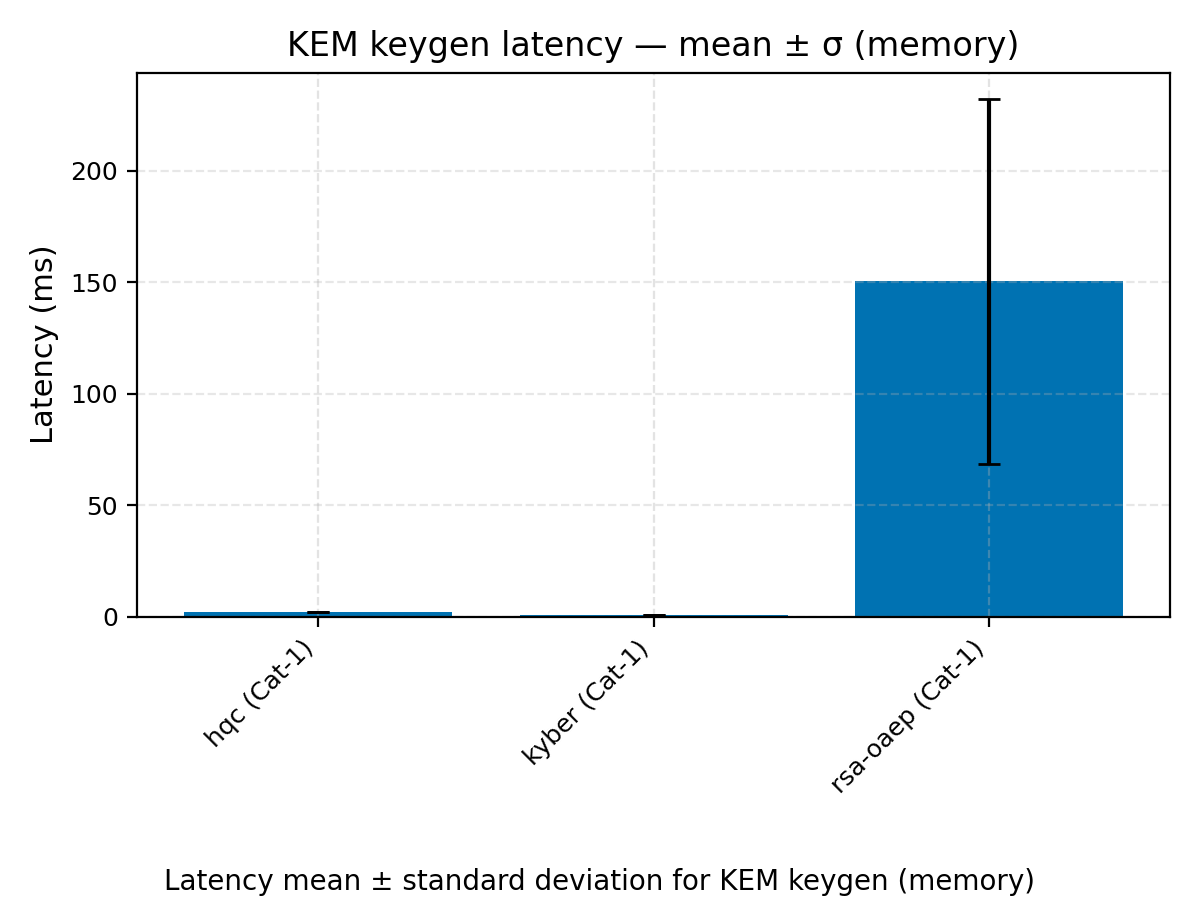 KEM keygen latency — mean ± σ (memory)
Latency (ms)
200
150
100
50
0
hqc (Cat-1)
kyber (Cat-1)
rsa-oaep (Cat-1)
Latency mean ± standard deviation for KEM keygen (memory)